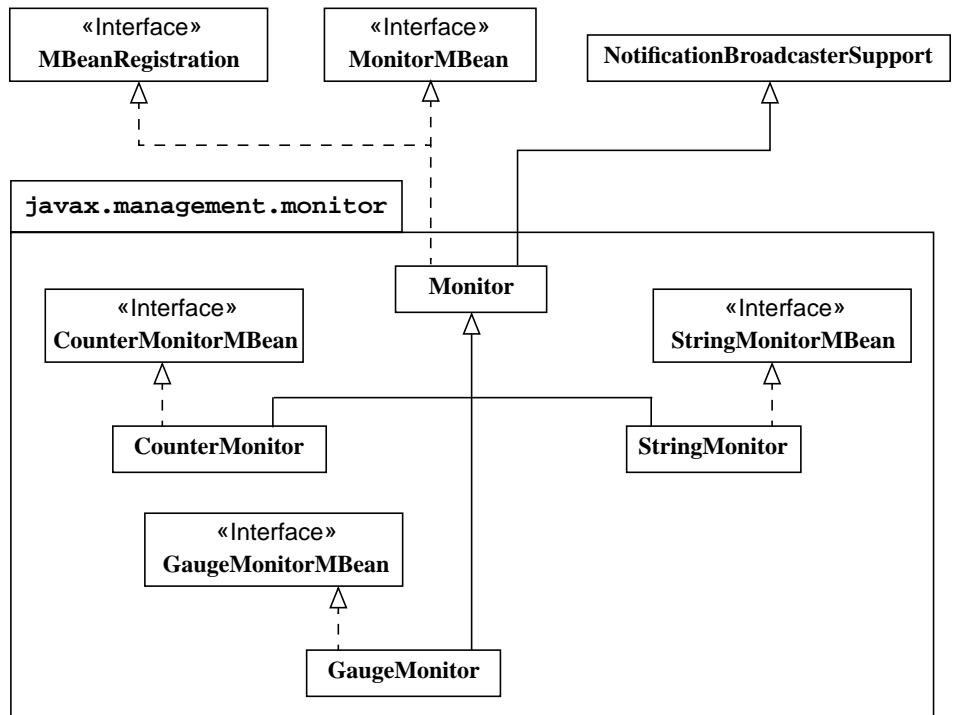 «Interface»
MBeanRegistration
«Interface»
MonitorMBean
NotificationBroadcasterSupport
javax.management.monitor
Monitor
«Interface»
CounterMonitorMBean
«Interface»
StringMonitorMBean
CounterMonitor
StringMonitor
«Interface»
GaugeMonitorMBean
GaugeMonitor